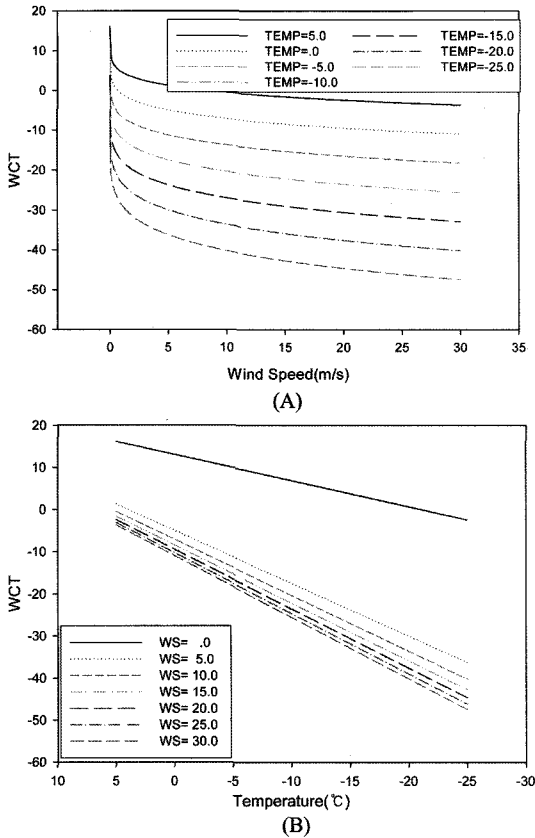 20
10
0
-10
-20
-30
-40
-50
-60
WCT
TEMP=5.0
TEMP=.0
TEMP= -5.0
TEMP=-10.0
TEMP=-15.0
TEMP=-20.0
TEMP=-25.0
0 5 10 15 20 25 30 35
Wind Speed(m/s)
(A)
20
10
0
-10
-20
-30
-40
-50
-60
WCT
WS= .0
WS= 5.0
WS= 10.0
WS= 15.0
WS= 20.0
WS= 25.0
WS= 30.0
10 5 0 -5 -10 -15 -20 -25 -30
Temperature(℃)
(B)